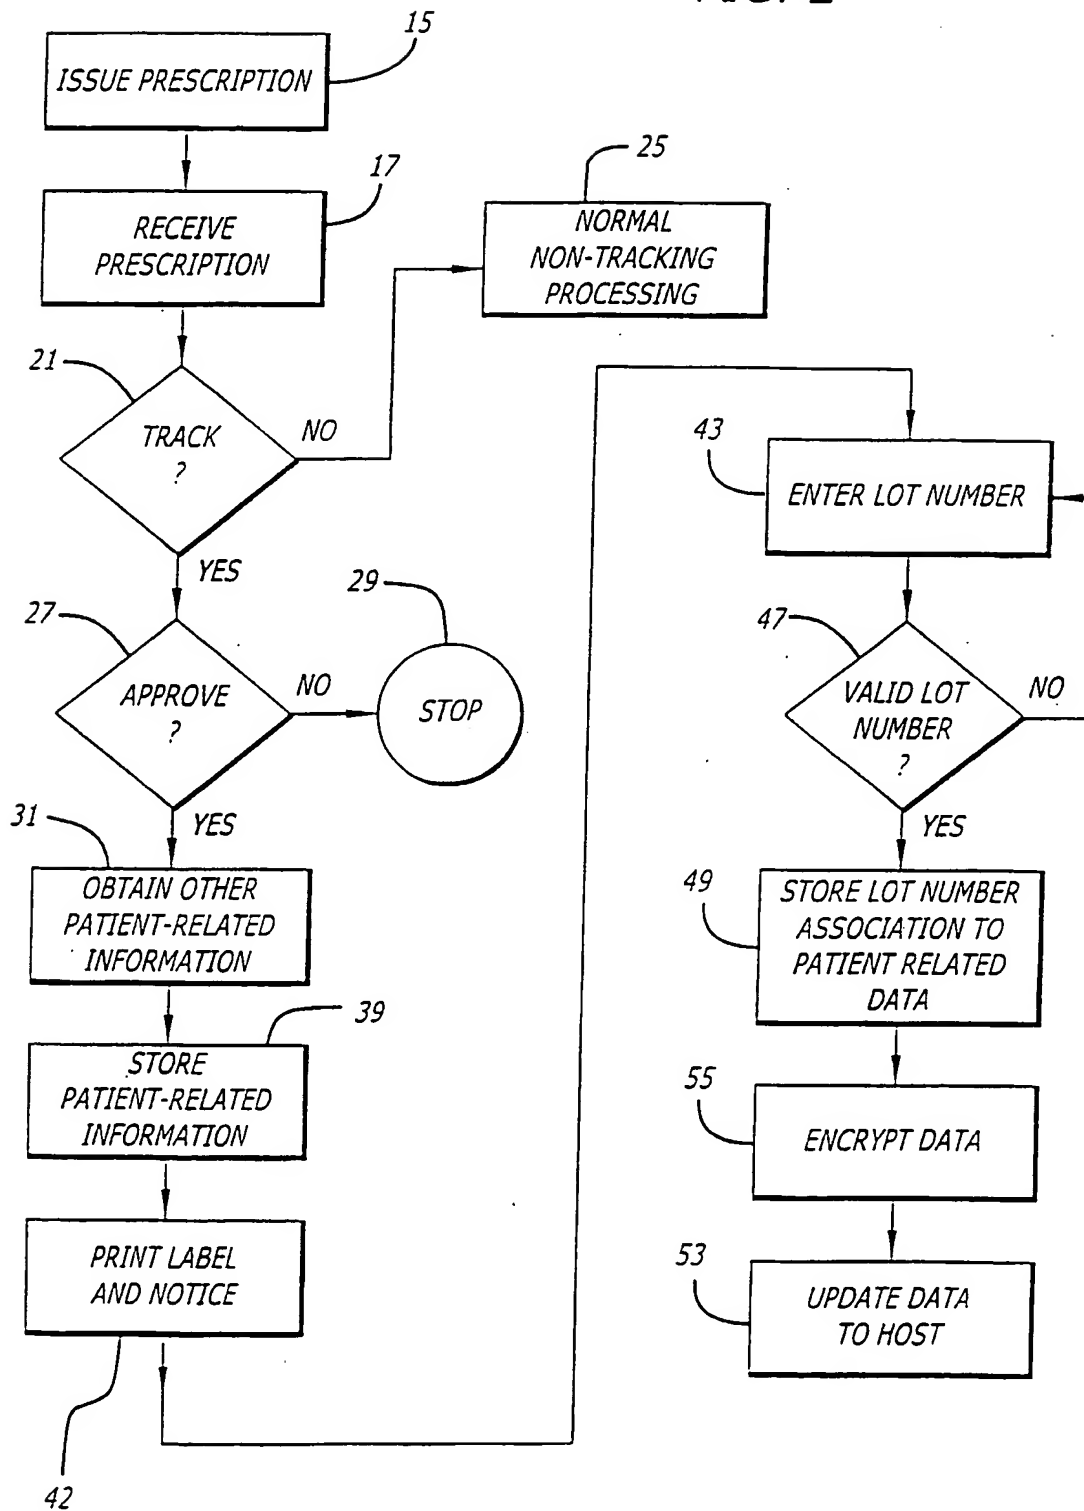 15
ISSUE PRESCRIPTION
17
RECEIVE
PRESCRIPTION
25
NORMAL
NON-TRACKING
PROCESSING
21
TRACK
?
NO
YES
27
APPROVE
?
NO
29
STOP
YES
31
OBTAIN OTHER
PATIENT-RELATED
INFORMATION
39
STORE
PATIENT-RELATED
INFORMATION
PRINT LABEL
AND NOTICE
42
43
ENTER LOT NUMBER
47
VALID LOT
NUMBER
?
NO
YES
49
STORE LOT NUMBER
ASSOCIATION TO
PATIENT RELATED
DATA
55
ENCRYPT DATA
53
UPDATE DATA
TO HOST